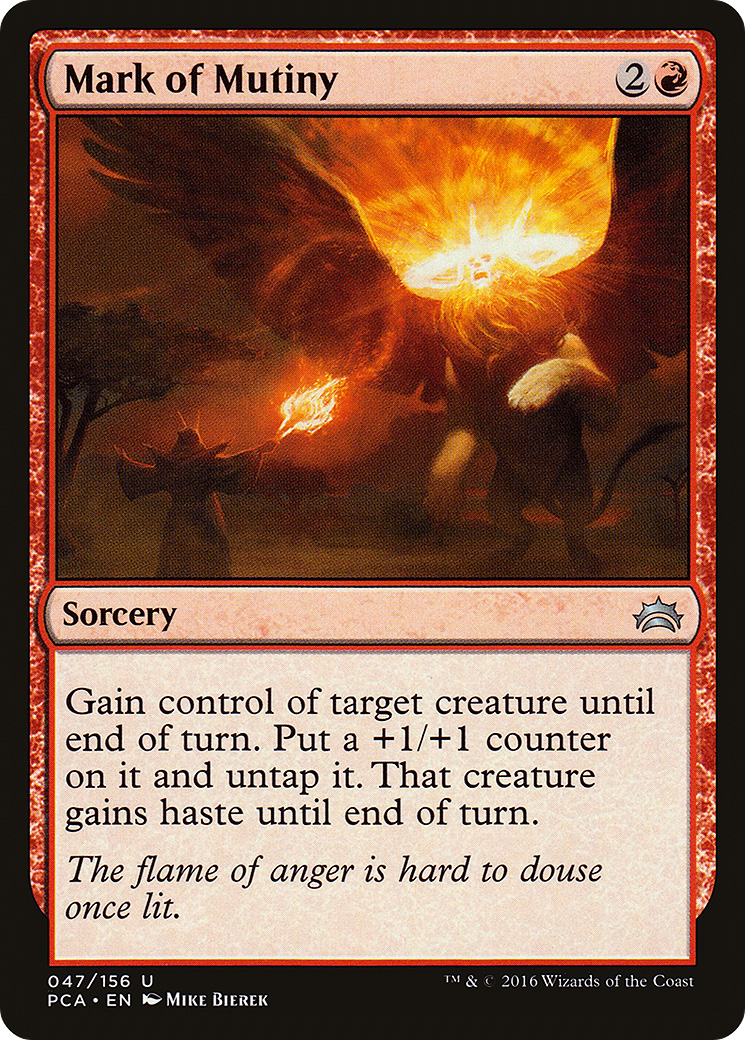 Mark of Mutiny 2
Sorcery
Gain control of target creature until
end of turn. Put a +1/+1 counter
on it and untap it. That creature
gains haste until end of turn.
The flame of anger is hard to douse
once lit.
047/156 U
PCA • EN Mike Bierek
™ & © 2016 Wizards of the Coast